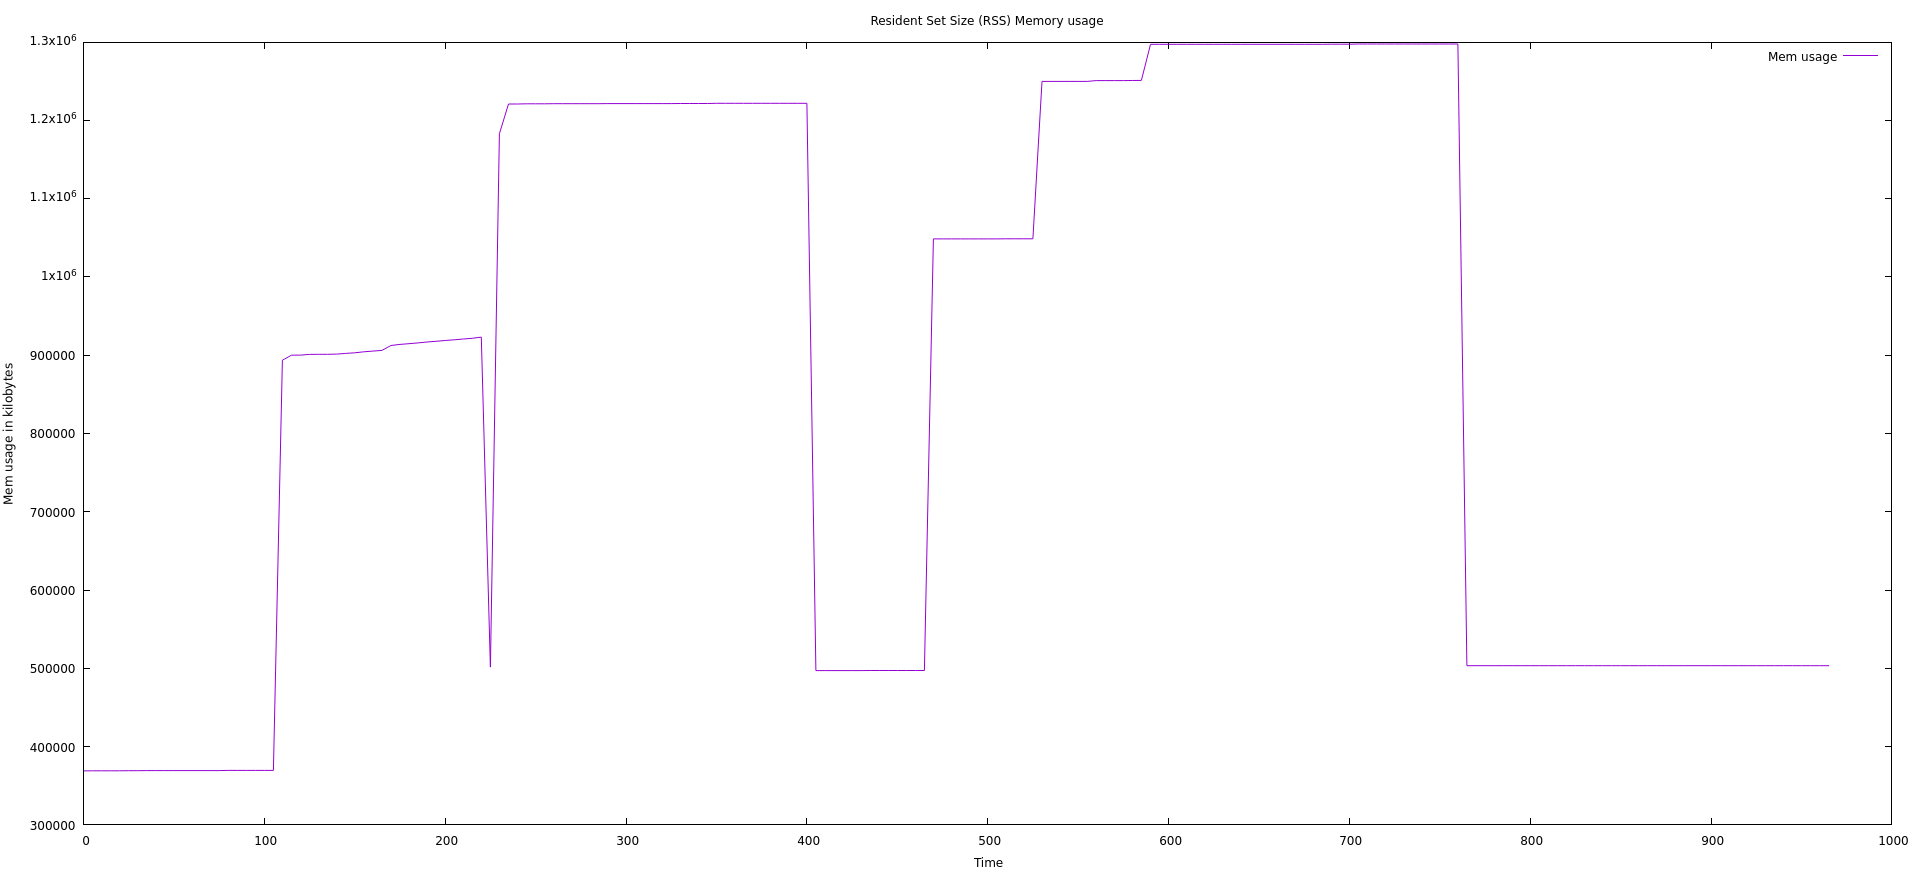 Resident Set Size (RSS) Memory usage
Mem usage
Mem usage in kilobytes
1.3x10⁶
1.2x10⁶
1.1x10⁶
1x10⁶
900000
800000
700000
600000
500000
400000
300000
0 100 200 300 400 500 600 700 800 900 1000
Time